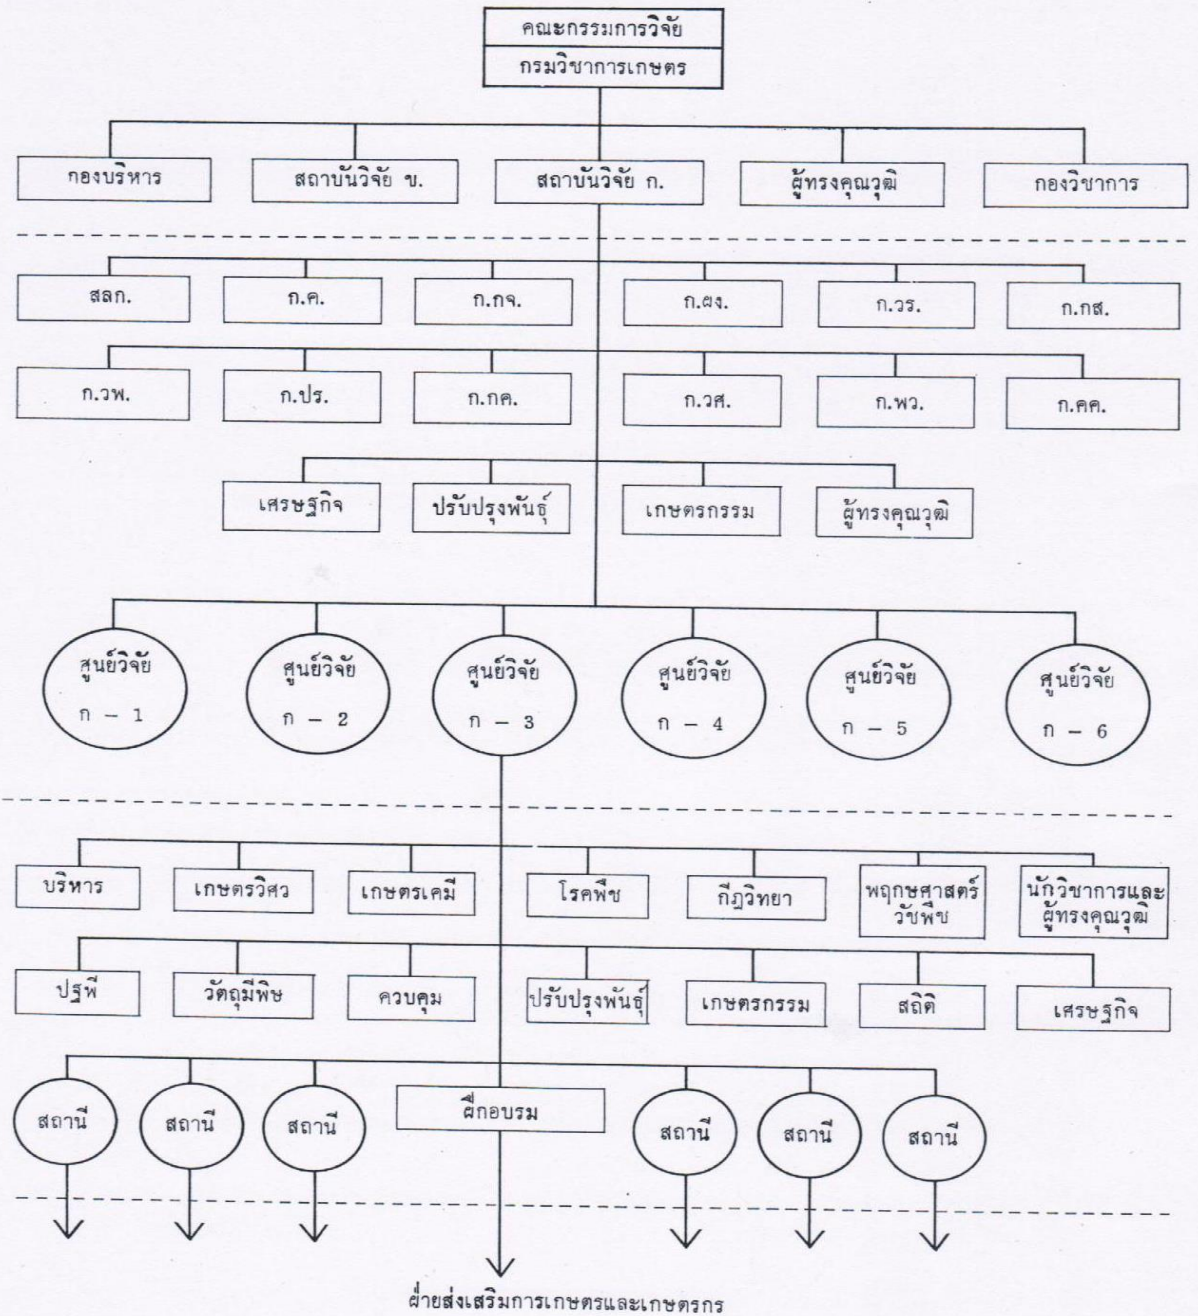 คณะกรรมการวิจัย
กรมวิชาการเกษตร
กองบริหาร
สถาบันวิจัย ข.
สถาบันวิจัย ก.
ผู้ทรงคุณวุฒิ
กองวิชาการ
สลก.
ก.ค.
ก.กจ.
ก.ผง.
ก.วร.
ก.กส.
ก.วพ.
ก.ปร.
ก.กค.
ก.วศ.
ก.พว.
ก.คค.
เศรษฐกิจ
ปรับปรุงพันธุ์
เกษตรกรรม
ผู้ทรงคุณวุฒิ
ศูนย์วิจัย
ก - 1
ศูนย์วิจัย
ก - 2
ศูนย์วิจัย
ก - 3
ศูนย์วิจัย
ก - 4
ศูนย์วิจัย
ก - 5
ศูนย์วิจัย
ก - 6
บริหาร
เกษตรวิศว
เกษตรเคมี
โรคพืช
กีฏวิทยา
พฤกษศาสตร์
วัชพืช
นักวิชาการและ
ผู้ทรงคุณวุฒิ
ปฐพี
วัตถุมีพิษ
ควบคุม
ปรับปรุงพันธุ์
เกษตรกรรม
สถิติ
เศรษฐกิจ
สถานี
สถานี
สถานี
ฝึกอบรม
สถานี
สถานี
สถานี
ฝ่ายส่งเสริมการเกษตรและเกษตรกร